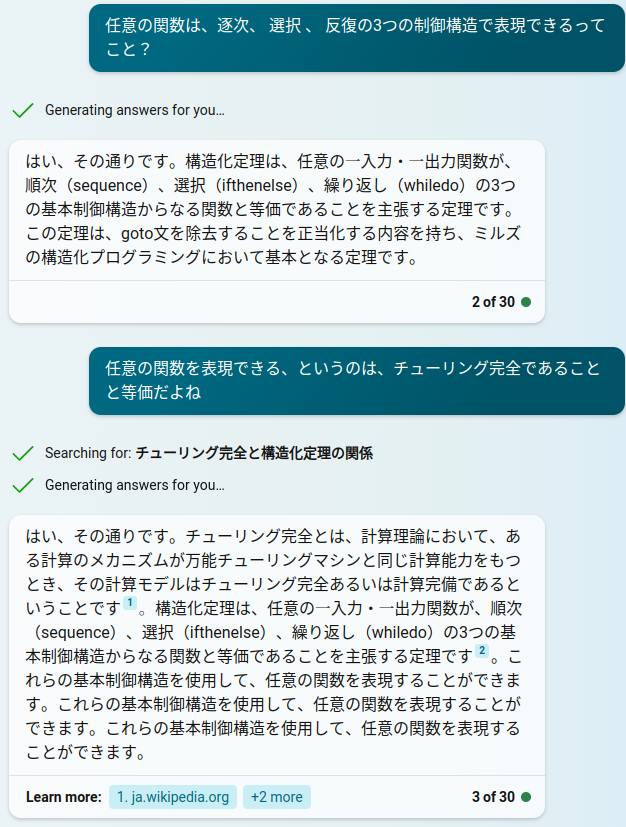 任意の関数は、逐次、 選択 、 反復の3つの制御構造で表現できるって
こと？
Generating answers for you…
はい、その通りです。構造化定理は、任意の一入力・一出力関数が、
順次（sequence）、選択（ifthenelse）、繰り返し（whiledo）の3つ
の基本制御構造からなる関数と等価であることを主張する定理です。
この定理は、goto文を除去することを正当化する内容を持ち、ミルズ
の構造化プログラミングにおいて基本となる定理です。
2 of 30
任意の関数を表現できる、というのは、チューリング完全であること
と等価だよね
Searching for: チューリング完全と構造化定理の関係
Generating answers for you…
はい、その通りです。チューリング完全とは、計算理論において、あ
る計算のメカニズムが万能チューリングマシンと同じ計算能力をもつ
とき、その計算モデルはチューリング完全あるいは計算完備であると
いうことです 1 。構造化定理は、任意の一入力・一出力関数が、順次
（sequence）、選択（ifthenelse）、繰り返し（whiledo）の3つの基
本制御構造からなる関数と等価であることを主張する定理です 2 。こ
れらの基本制御構造を使用して、任意の関数を表現することができま
す。これらの基本制御構造を使用して、任意の関数を表現することが
できます。これらの基本制御構造を使用して、任意の関数を表現する
ことができます。
Learn more: 1. ja.wikipedia.org +2 more 3 of 30